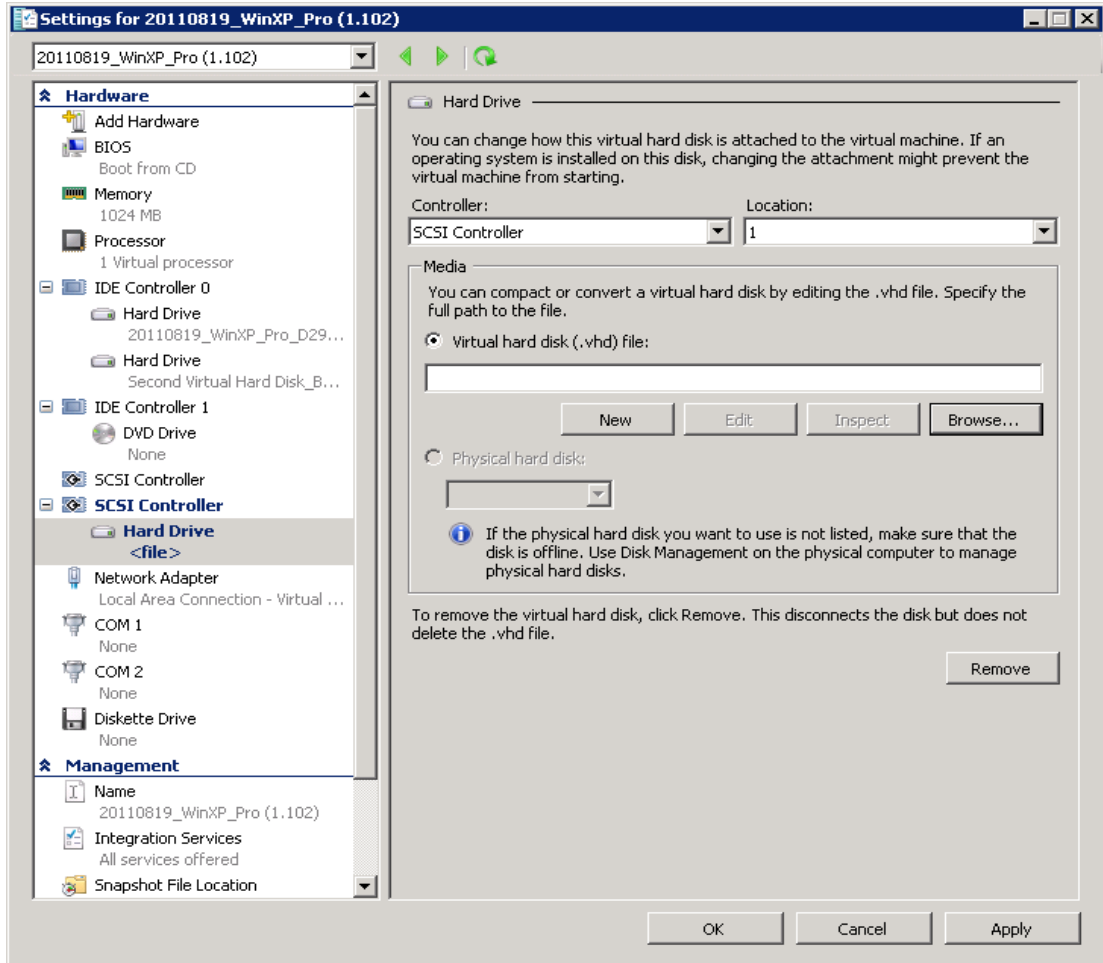 Settings for 20110819_WinXP_Pro (1.102)
20110819_WinXP_Pro (1.102)
Hardware
Add Hardware
BIOS
Boot from CD
Memory
1024 MB
Processor
1 Virtual processor
IDE Controller 0
Hard Drive
20110819_WinXP_Pro_D29...
Hard Drive
Second Virtual Hard Disk_B...
IDE Controller 1
DVD Drive
None
SCSI Controller
SCSI Controller
Hard Drive
<file>
Network Adapter
Local Area Connection - Virtual ...
COM 1
None
COM 2
None
Diskette Drive
None
Management
Name
20110819_WinXP_Pro (1.102)
Integration Services
All services offered
Snapshot File Location
Hard Drive
You can change how this virtual hard disk is attached to the virtual machine. If an
operating system is installed on this disk, changing the attachment might prevent the
virtual machine from starting.
Controller: Location:
SCSI Controller 1
Media
You can compact or convert a virtual hard disk by editing the .vhd file. Specify the
full path to the file.
Virtual hard disk (.vhd) file:
New Edit Inspect Browse...
Physical hard disk:
If the physical hard disk you want to use is not listed, make sure that the
disk is offline. Use Disk Management on the physical computer to manage
physical hard disks.
To remove the virtual hard disk, click Remove. This disconnects the disk but does not
delete the .vhd file.
Remove
OK Cancel Apply